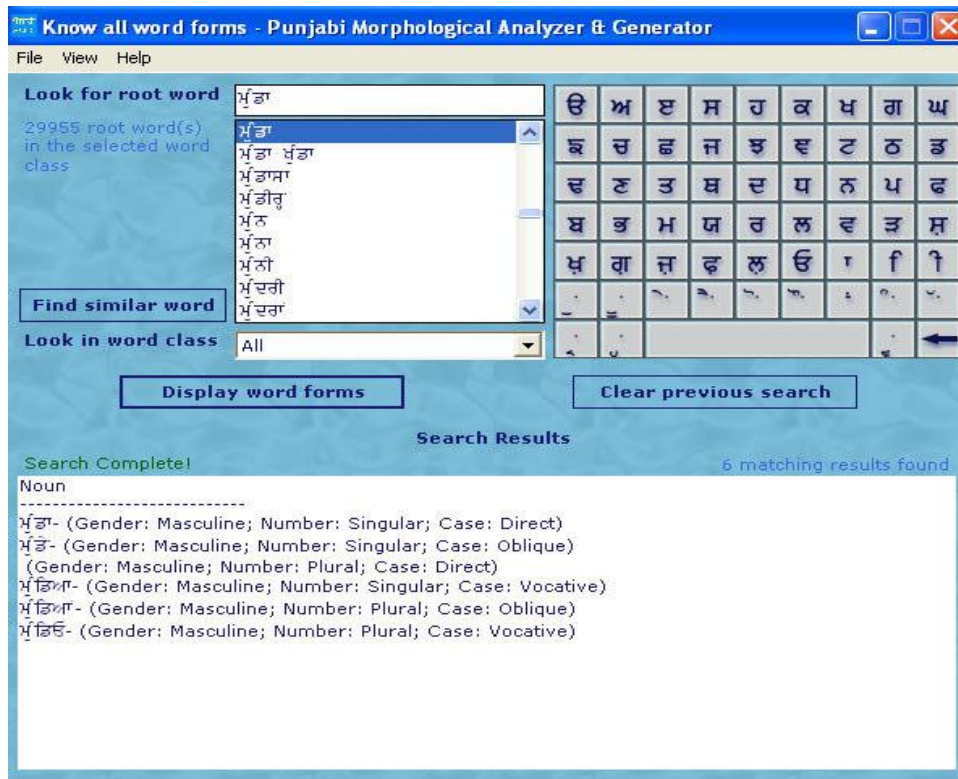 Know all word forms - Punjabi Morphological Analyzer & Generator
File View Help
Look for root word ਮੁੰਡਾ
29955 root word(s)
in the selected word
class
ਮੁੰਡਾ
ਮੁੰਡਾ ਖੁੰਡਾ
ਮੁੰਡਾਸਾ
ਮੁੰਡੀਰ੍ਹ
ਮੁੰਨ
ਮੁੰਨਾ
ਮੁੰਨੀ
ਮੁੰਦਰੀ
ਮੁੰਦਰਾਂ
Find similar word
Look in word class All
ੳ ਅ ੲ ਸ ਹ ਕ ਖ ਗ ਘ
ਙ ਚ ਛ ਜ ਝ ਞ ਟ ਠ ਡ
ਢ ਣ ਤ ਥ ਦ ਧ ਨ ਪ ਫ
ਬ ਭ ਮ ਯ ਰ ਲ ਵ ੜ ਸ਼
ਖ਼ ਗ਼ ਜ਼ ਫ਼ ਲ਼ ਓ ਾ ਿ ੀ
Display word forms Clear previous search
Search Results
Search Complete! 6 matching results found
Noun
----------------------------
ਮੁੰਡਾ- (Gender: Masculine; Number: Singular; Case: Direct)
ਮੁੰਡੇ- (Gender: Masculine; Number: Singular; Case: Oblique)
(Gender: Masculine; Number: Plural; Case: Direct)
ਮੁੰਡਿਆ- (Gender: Masculine; Number: Singular; Case: Vocative)
ਮੁੰਡਿਆਂ- (Gender: Masculine; Number: Plural; Case: Oblique)
ਮੁੰਡਿਓ- (Gender: Masculine; Number: Plural; Case: Vocative)